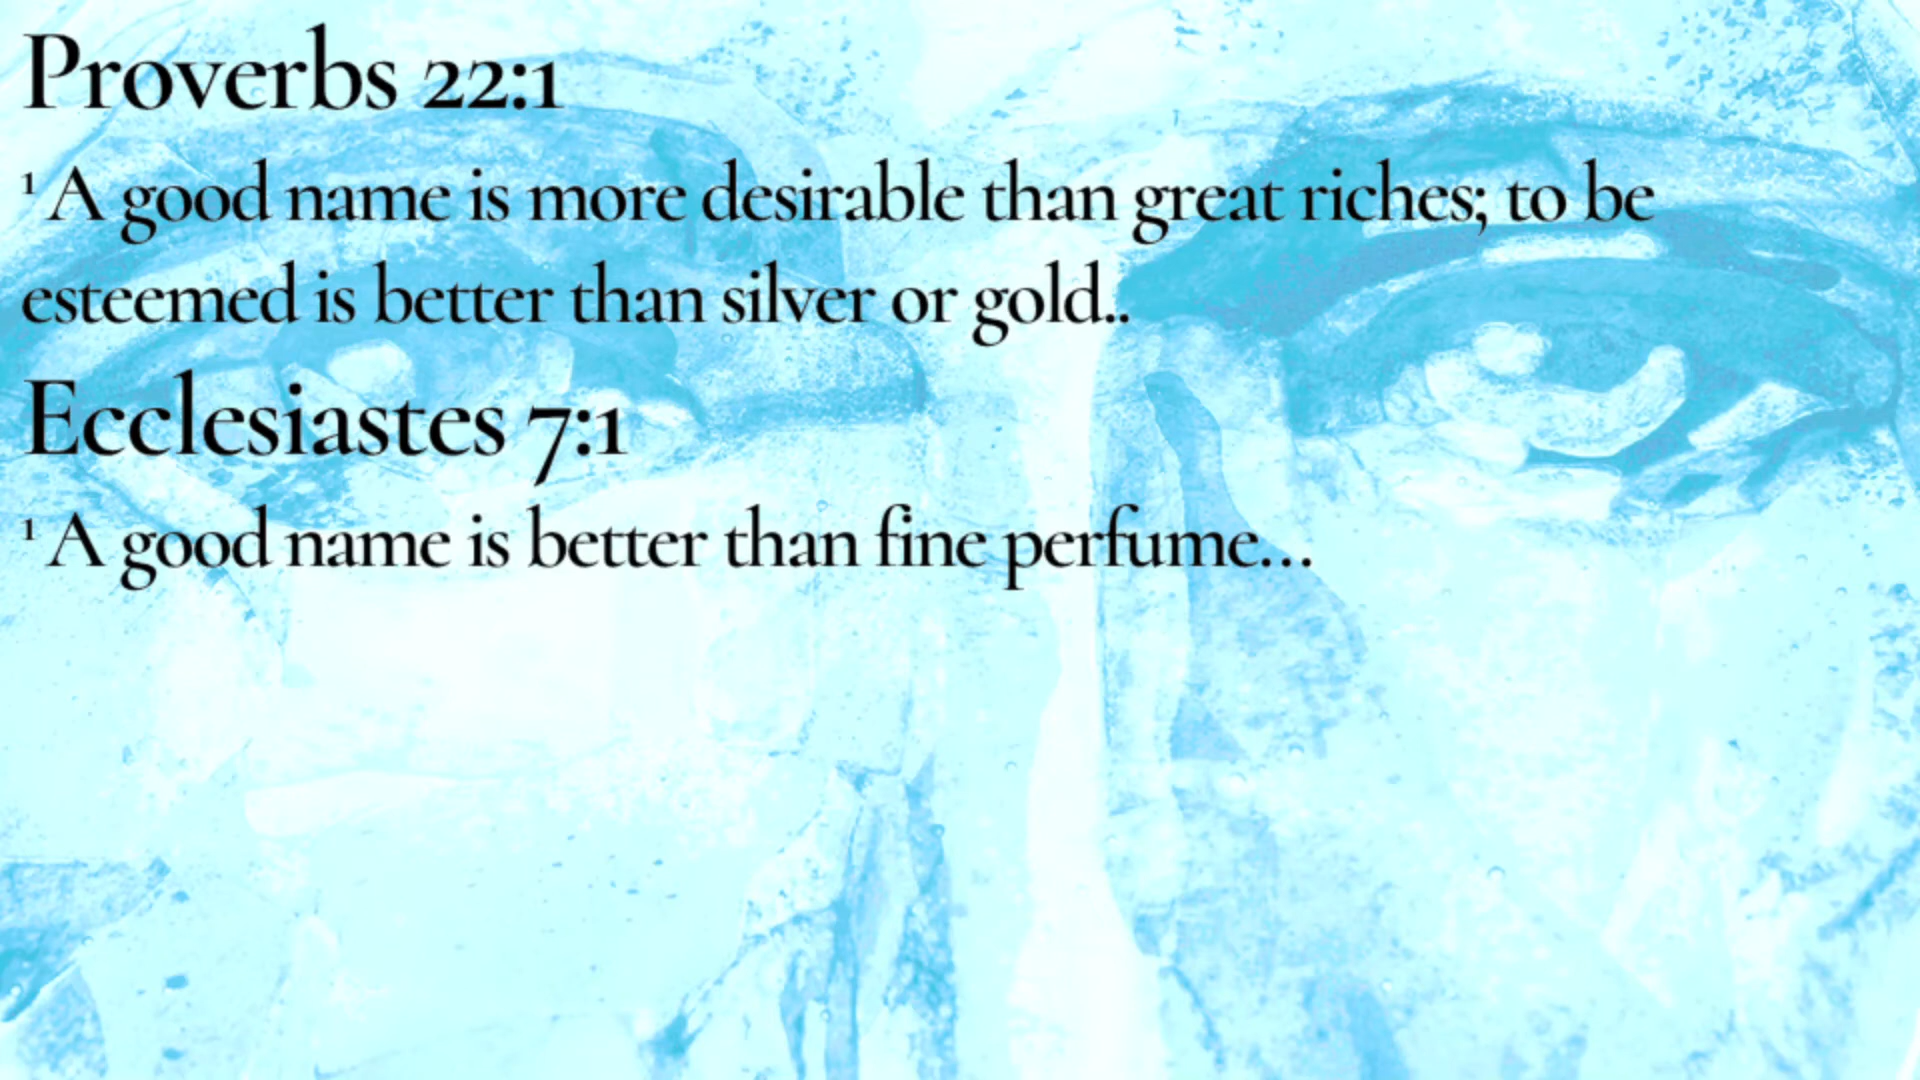 Proverbs 22:1
¹ A good name is more desirable than great riches; to be
esteemed is better than silver or gold..
Ecclesiastes 7:1
¹ A good name is better than fine perfume…